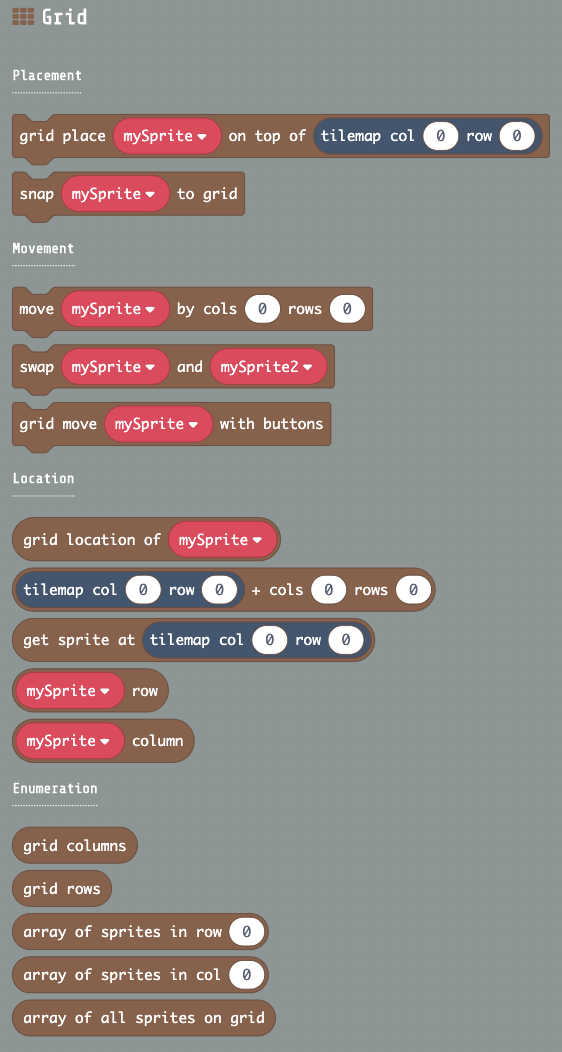 Grid
Placement
grid place mySprite on top of tilemap col 0 row 0
snap mySprite to grid
Movement
move mySprite by cols 0 rows 0
swap mySprite and mySprite2
grid move mySprite with buttons
Location
grid location of mySprite
tilemap col 0 row 0 + cols 0 rows 0
get sprite at tilemap col 0 row 0
mySprite row
mySprite column
Enumeration
grid columns
grid rows
array of sprites in row 0
array of sprites in col 0
array of all sprites on grid